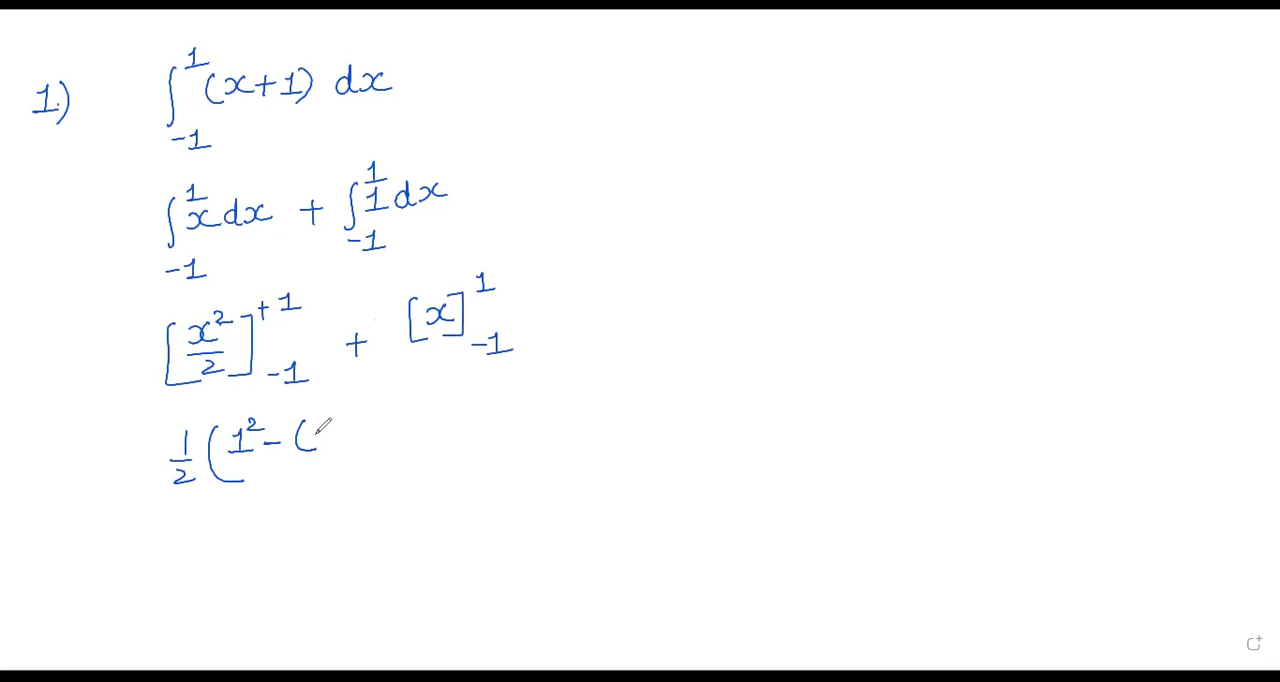 1.) ∫₋₁¹ (x+1) dx
∫₋₁¹ x dx + ∫₋₁¹ 1 dx
[x²/2]₋₁⁺¹ + [x]₋₁¹
1/2 [1² - (